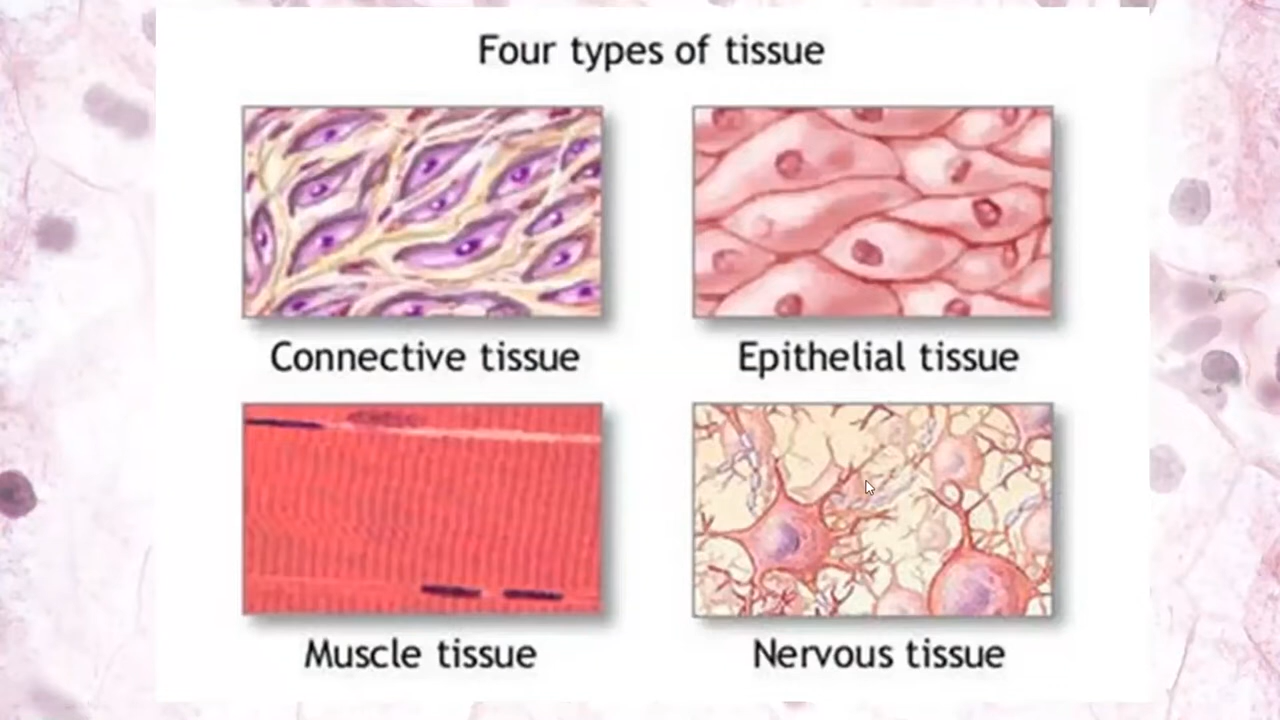 Four types of tissue
Connective tissue
Epithelial tissue
Muscle tissue
Nervous tissue